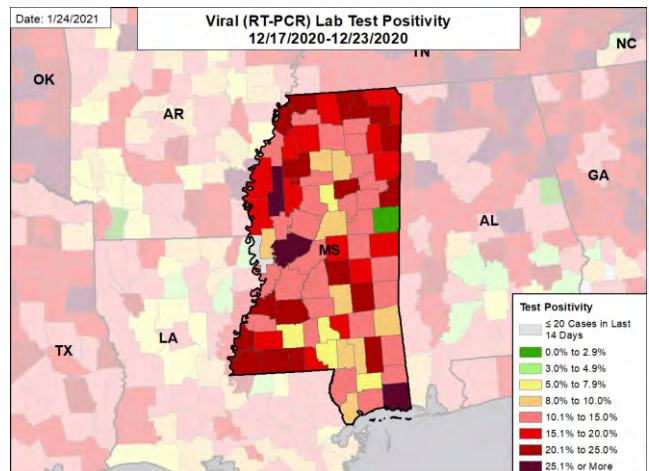 Date: 1/24/2021
Viral (RT-PCR) Lab Test Positivity
12/17/2020-12/23/2020
TN
NC
OK
AR
GA
AL
MS
LA
TX
Test Positivity
≤ 20 Cases in Last
14 Days
0.0% to 2.9%
3.0% to 4.9%
5.0% to 7.9%
8.0% to 10.0%
10.1% to 15.0%
15.1% to 20.0%
20.1% to 25.0%
25.1% or More